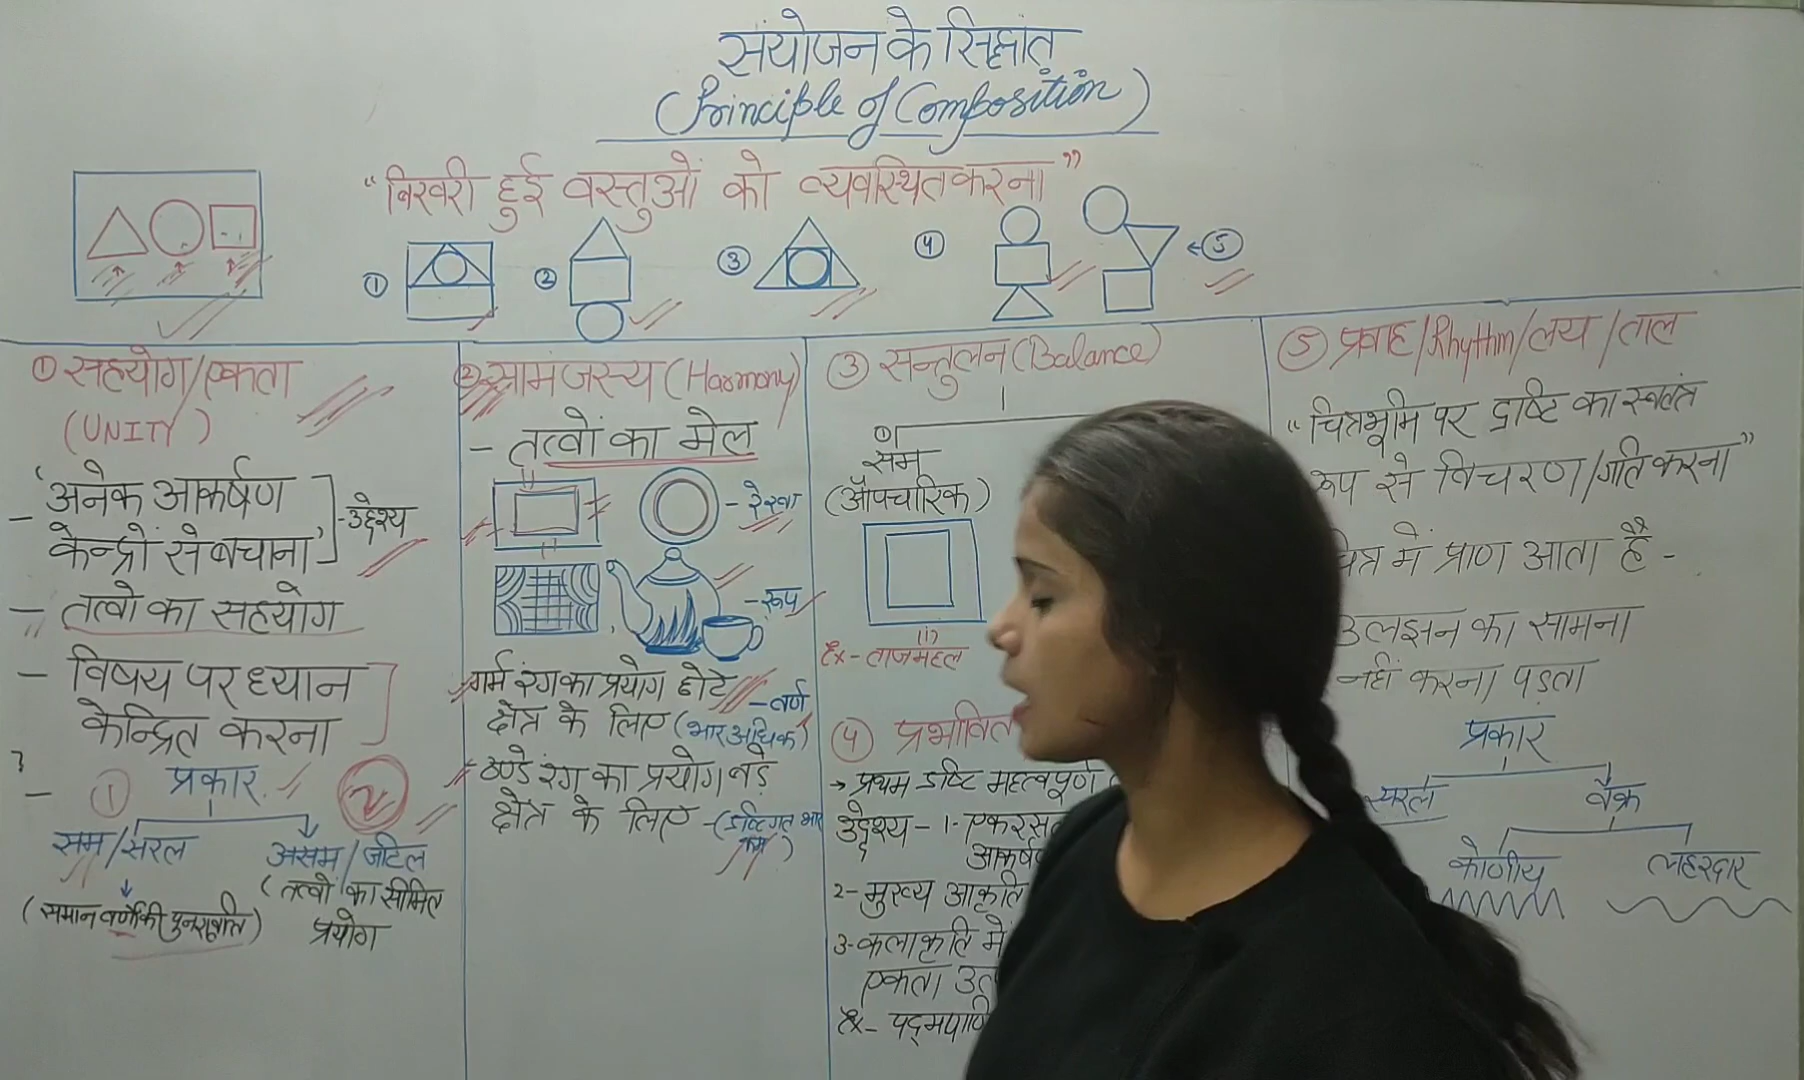 संयोजन के सिद्धांत
(Principle of Composition)
“बिखरी हुई वस्तुओं को व्यवस्थित करना”
①
②
③
④
⑤
① सहयोग/एकता
(UNITY)
- ‘अनेक आकर्षण
केन्द्रों से बचाना’
-उद्देश्य
- तत्वो का सहयोग
- विषय पर ध्यान
केन्द्रित करना
- ① प्रकार
2
सम/सरल
असम/जटिल
(समान वर्णो की पुनरावृत्ति)
(तत्वों का सीमित
प्रयोग
② सामंजस्य (Harmony)
- तत्वों का मेल
- रेखा
- रूप
गर्म रंग का प्रयोग छोटे
- वर्ण
क्षेत्र के लिए (भार अधिक)
ठण्डे रंग का प्रयोग बड़े
क्षेत्र के लिए -(दृष्टिगत भार
कम)
③ सन्तुलन (Balance)
सम
(औपचारिक)
(i)
Ex- ताजमहल
④ प्रभाविता
→ प्रथम दृष्टि महत्वपूर्ण
उद्देश्य - 1-
2- मुख्य आकृति
3- कलाकृति में
एकता
Ex-
⑤ प्रवाह/Rhythm/लय/ताल
“चित्रभूमि पर दृष्टि का स्वतंत्र
रूप से विचरण/गति करना”
चित्र में प्राण आता है -
उलझन का सामना
नहीं करना पड़ता
प्रकार
सरल
वक्र
कोणीय
लहरदार